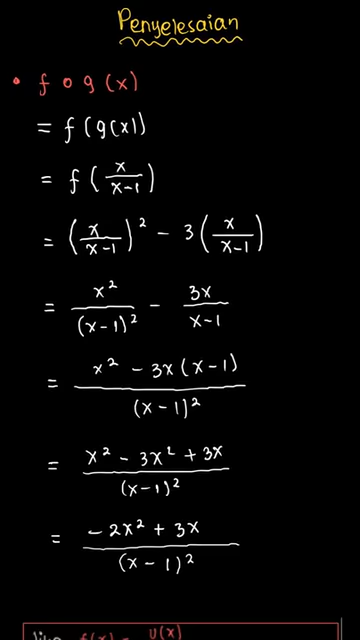 Penyelesaian
• f o g (x)
= f(g(x))
= f(x/(x-1))
= (x/(x-1))² - 3(x/(x-1))
= x²/(x-1)² - 3x/(x-1)
= (x² - 3x(x-1))/(x-1)²
= (x² - 3x² + 3x)/(x-1)²
= (-2x² + 3x)/(x-1)²
f(x) = U(x)